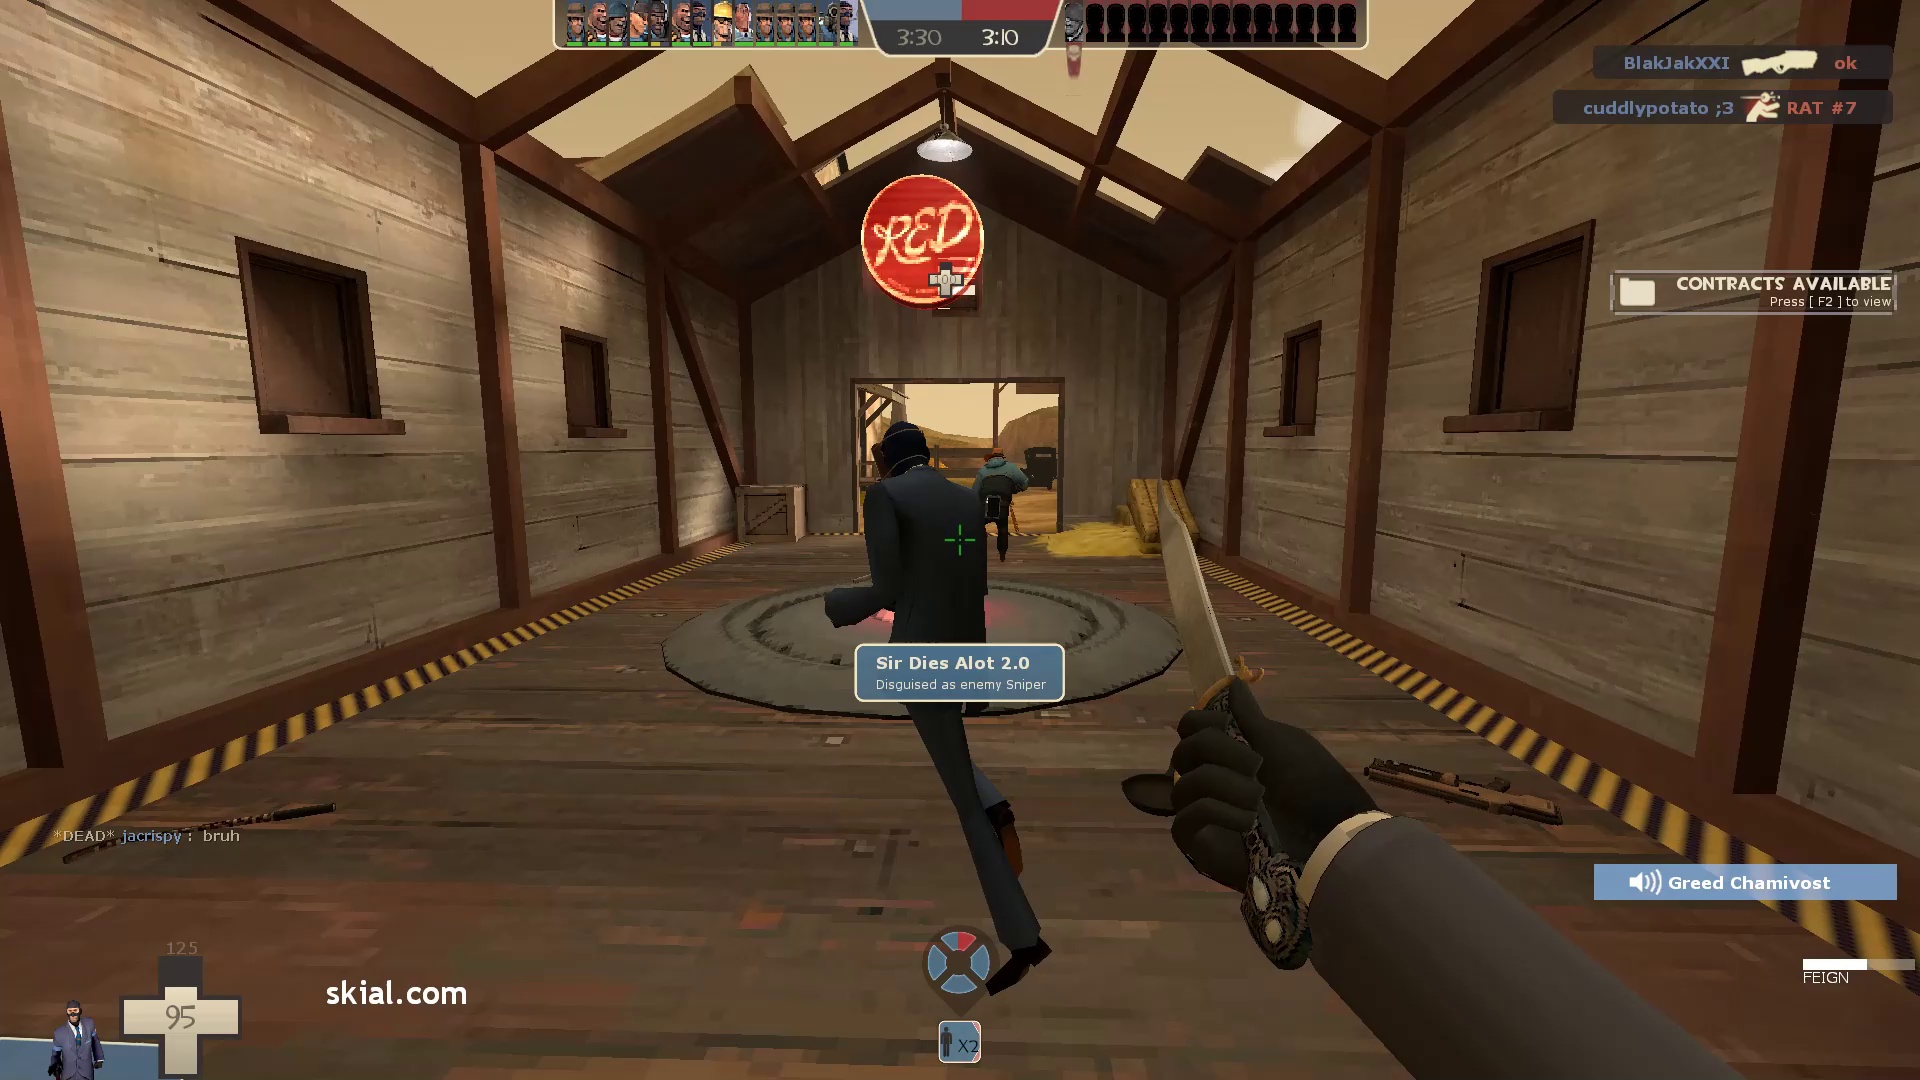 3:30 3:10
BlakJakXXI ok
cuddlypotato ;3 RAT #7
RED
100
CONTRACTS AVAILABLE
Press [ F2 ] to view
Sir Dies Alot 2.0
Disguised as enemy Sniper
*DEAD* jacrispy : bruh
Greed Chamivost
125
95
skial.com
FEIGN
X2